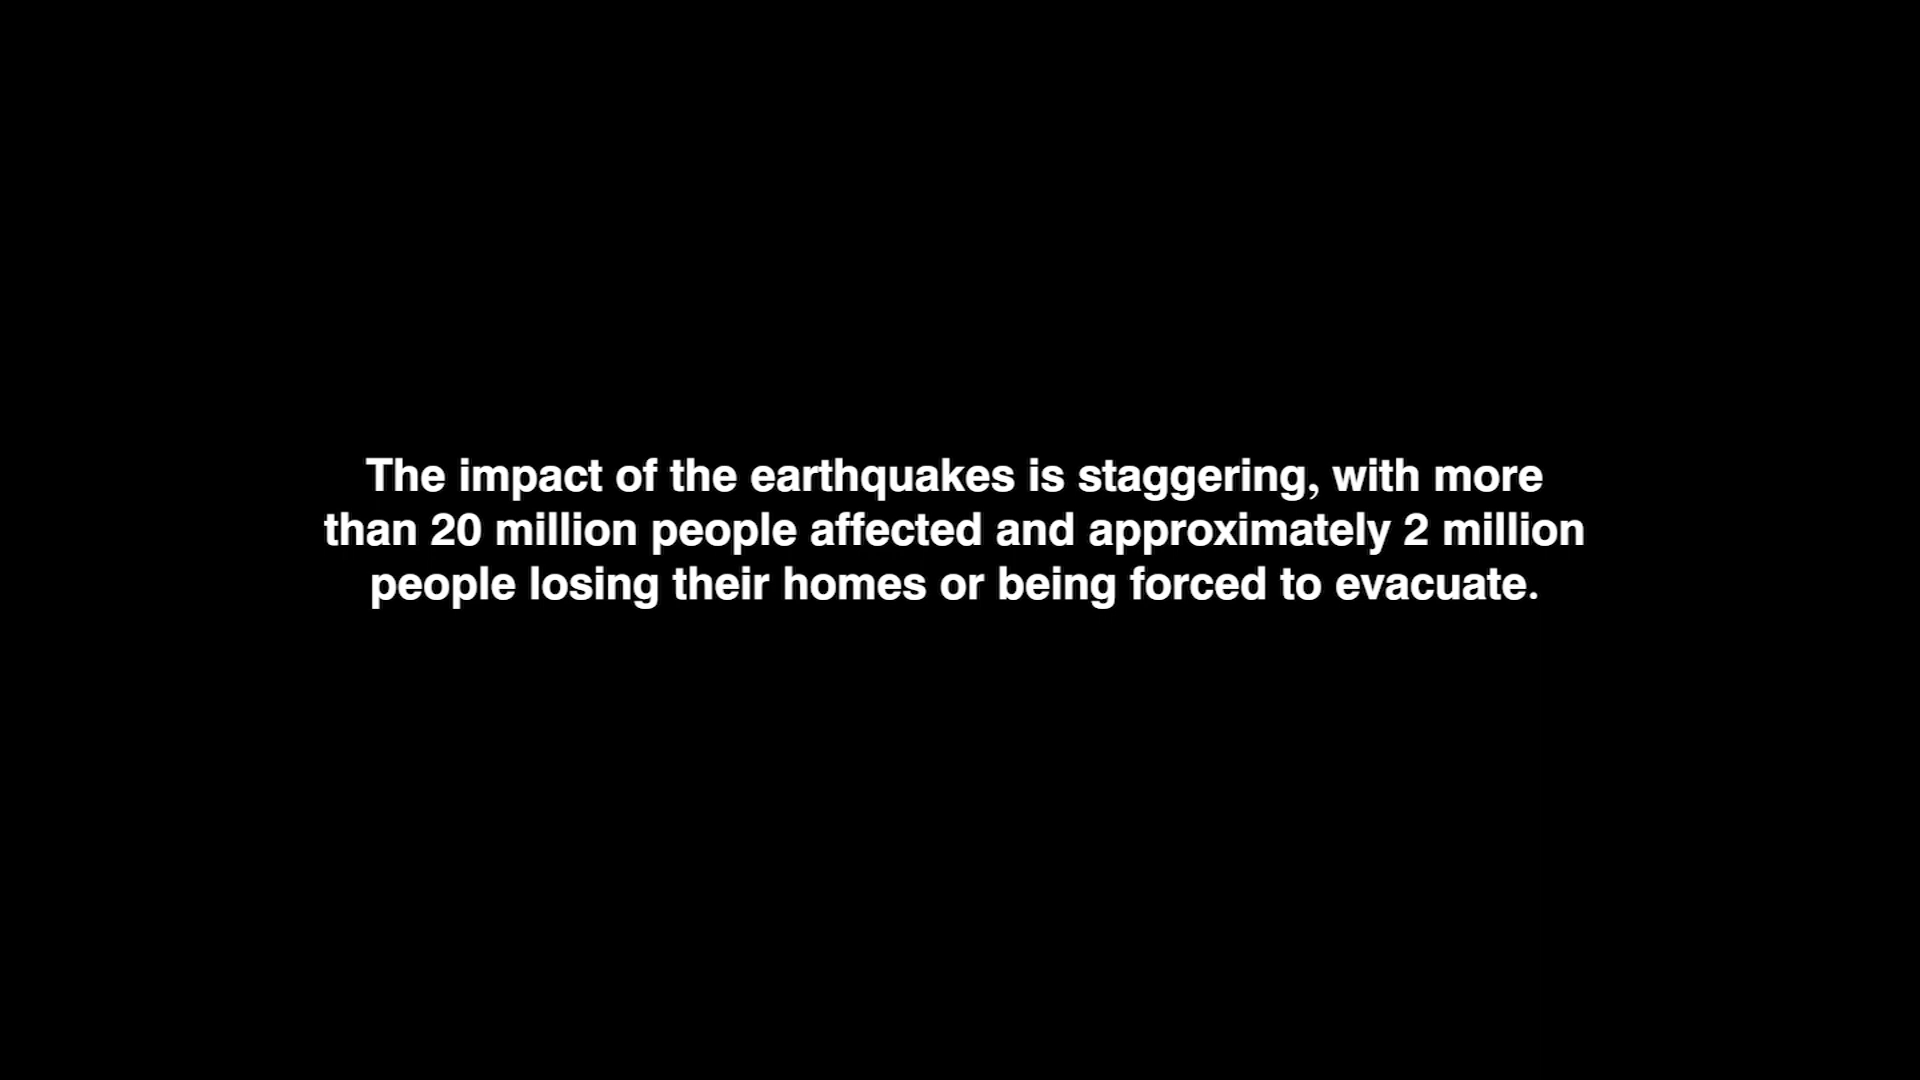 The impact of the earthquakes is staggering, with more
than 20 million people affected and approximately 2 million
people losing their homes or being forced to evacuate.